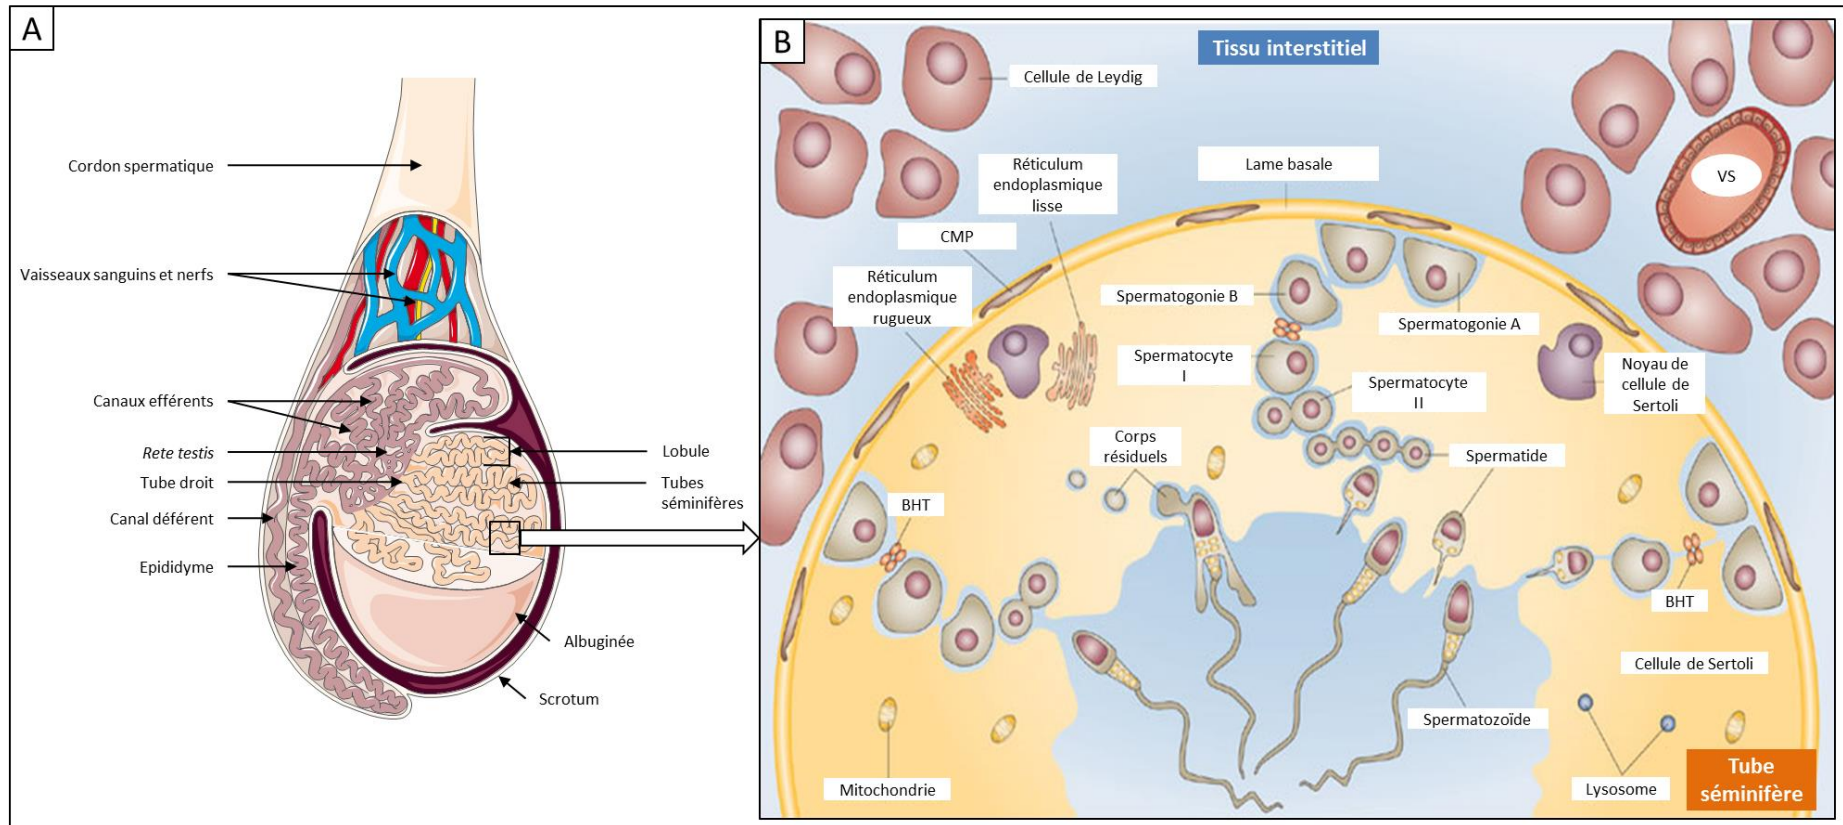 A
Cordon spermatique
Vaisseaux sanguins et nerfs
Canaux efférents
Rete testis
Tube droit
Canal déférent
Epididyme
Lobule
Tubes
séminifères
Albuginée
Scrotum
B
Tissu interstitiel
Cellule de Leydig
Réticulum
endoplasmique
lisse
Lame basale
VS
CMP
Réticulum
endoplasmique
rugueux
Spermatogonie B
Spermatogonie A
Spermatocyte
I
Spermatocyte
II
Noyau de
cellule de
Sertoli
Corps
résiduels
Spermatide
BHT
BHT
Cellule de Sertoli
Spermatozoïde
Mitochondrie
Lysosome
Tube
séminifère